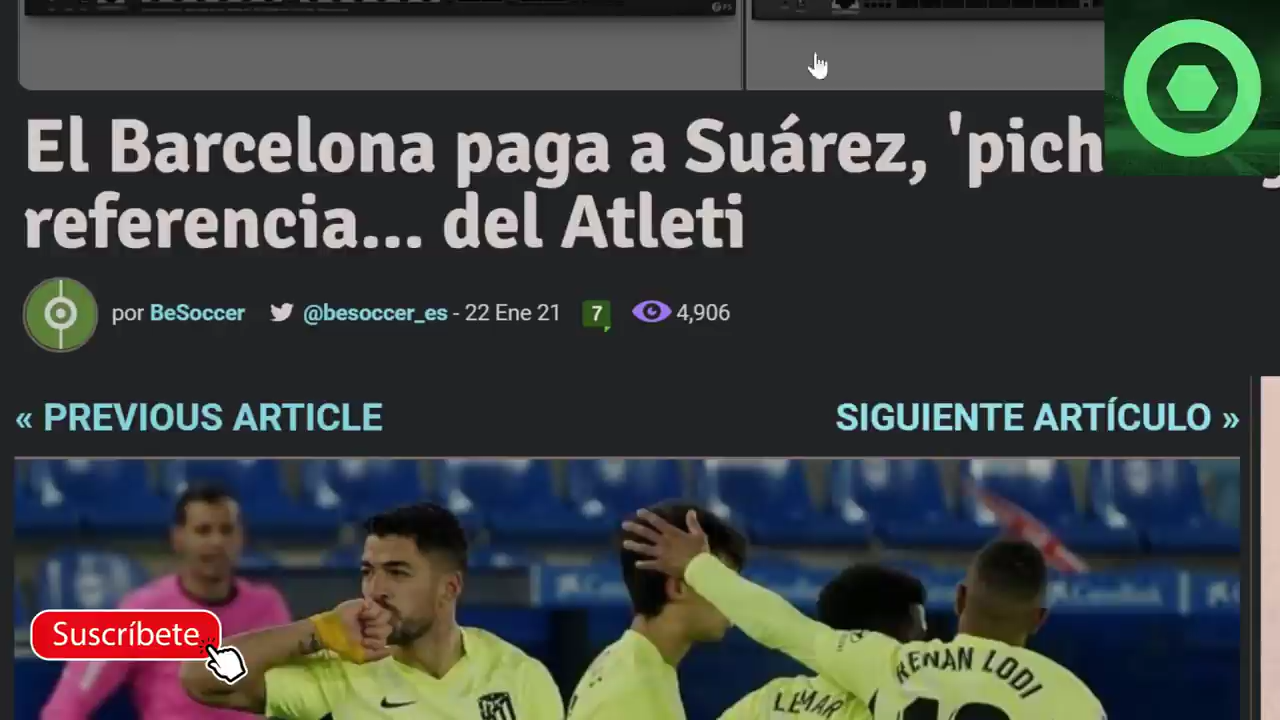 El Barcelona paga a Suárez, 'pich
referencia... del Atleti
por BeSoccer @besoccer_es - 22 Ene 21 7 4,906
« PREVIOUS ARTICLE
SIGUIENTE ARTÍCULO »
Suscríbete
RENAN LODI
LEMAR